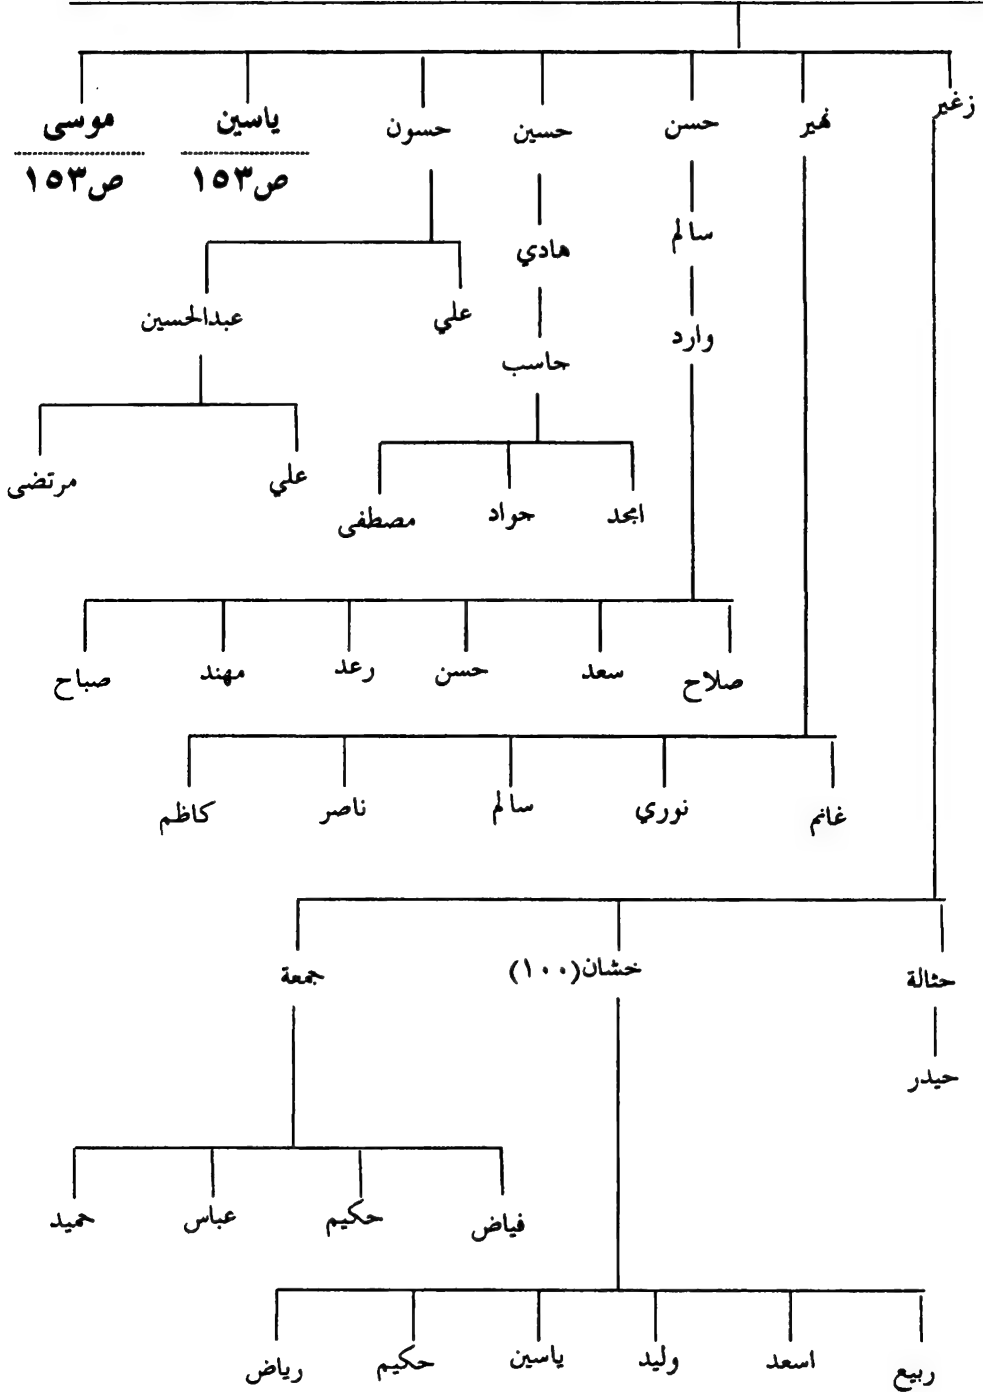 زغير نمير حسن حسين حسون ياسين موسى
ص١٥٣ ص١٥٣
سالم هادي
علي عبدالحسين
وارد حاسب
علي مرتضى
امجد جواد مصطفى
صلاح سعد حسن رعد مهند صباح
غانم نوري سالم ناصر كاظم
حثالة خشان(١٠٠) جمعة
حيدر
فياض حكيم عباس حميد
ربيع اسعد وليد ياسين حكيم رياض